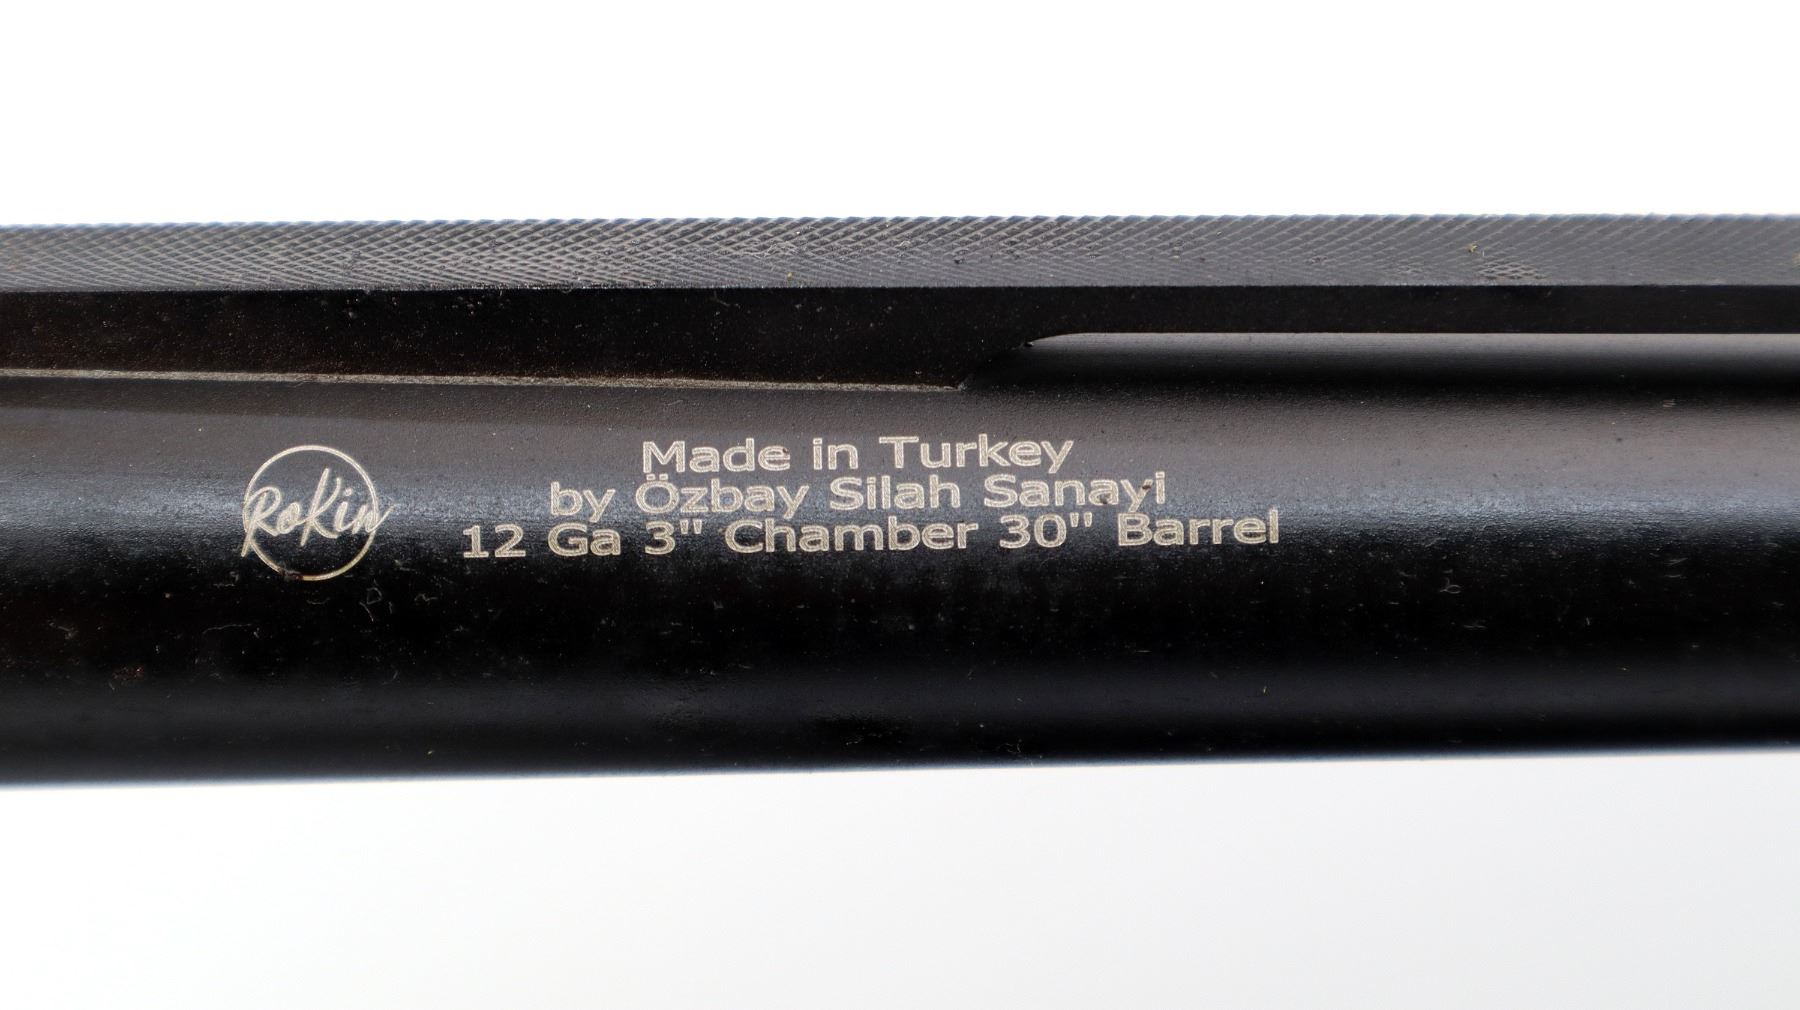 RoKin
Made in Turkey
by Özbay Silah Sanayi
12 Ga 3" Chamber 30" Barrel